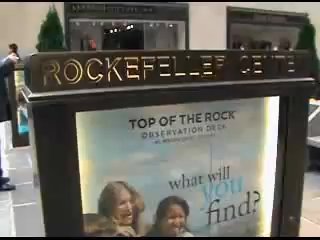 ROCKEFELLER CENTE
TOP OF THE ROCK
OBSERVATION DECK
what will
you
find?